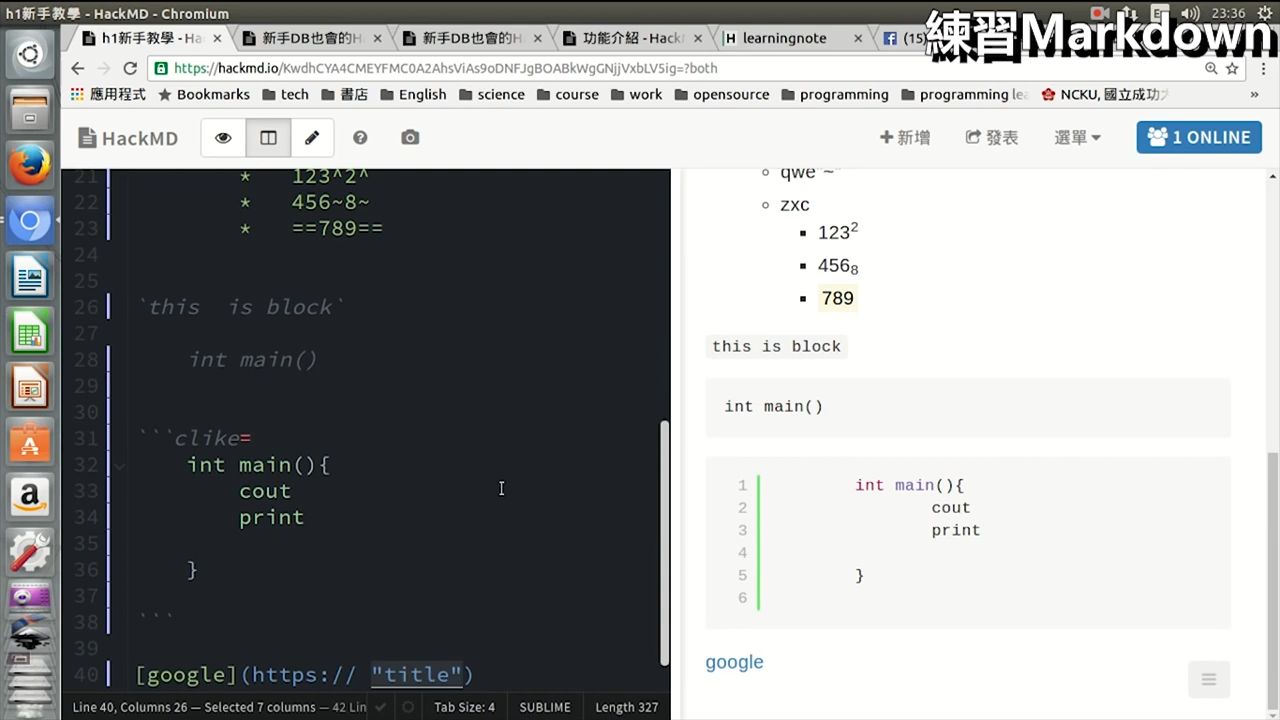 h1新手教學 - HackMD - Chromium
23:36
練習Markdown
h1新手教學 - Ha
新手DB也會的H
新手DB也會的H
功能介紹 - Hack
learningnote
(15)
https://hackmd.io/KwdhCYA4CMEYFMC0A2AhsViAs9oDNFJgBOABkWgGNjjVxbLV5ig=?both
應用程式 Bookmarks tech 書店 English science course work opensource programming programming lea NCKU, 國立成功
HackMD
新增 發表 選單 1 ONLINE
21 * 123^2^
22 * 456~8~
23 * ==789==
24
25
26 `this  is block`
27
28 int main()
29
30
31 ```clike=
32 int main(){
33 cout
34 print
35
36 }
37
38 ```
39
40 [google](https:// "title")
Line 40, Columns 26 — Selected 7 columns — 42 Lin
Tab Size: 4 SUBLIME Length 327
zxc
123²
456₈
789
this is block
int main()
1 int main(){
2 cout
3 print
4
5 }
6
google